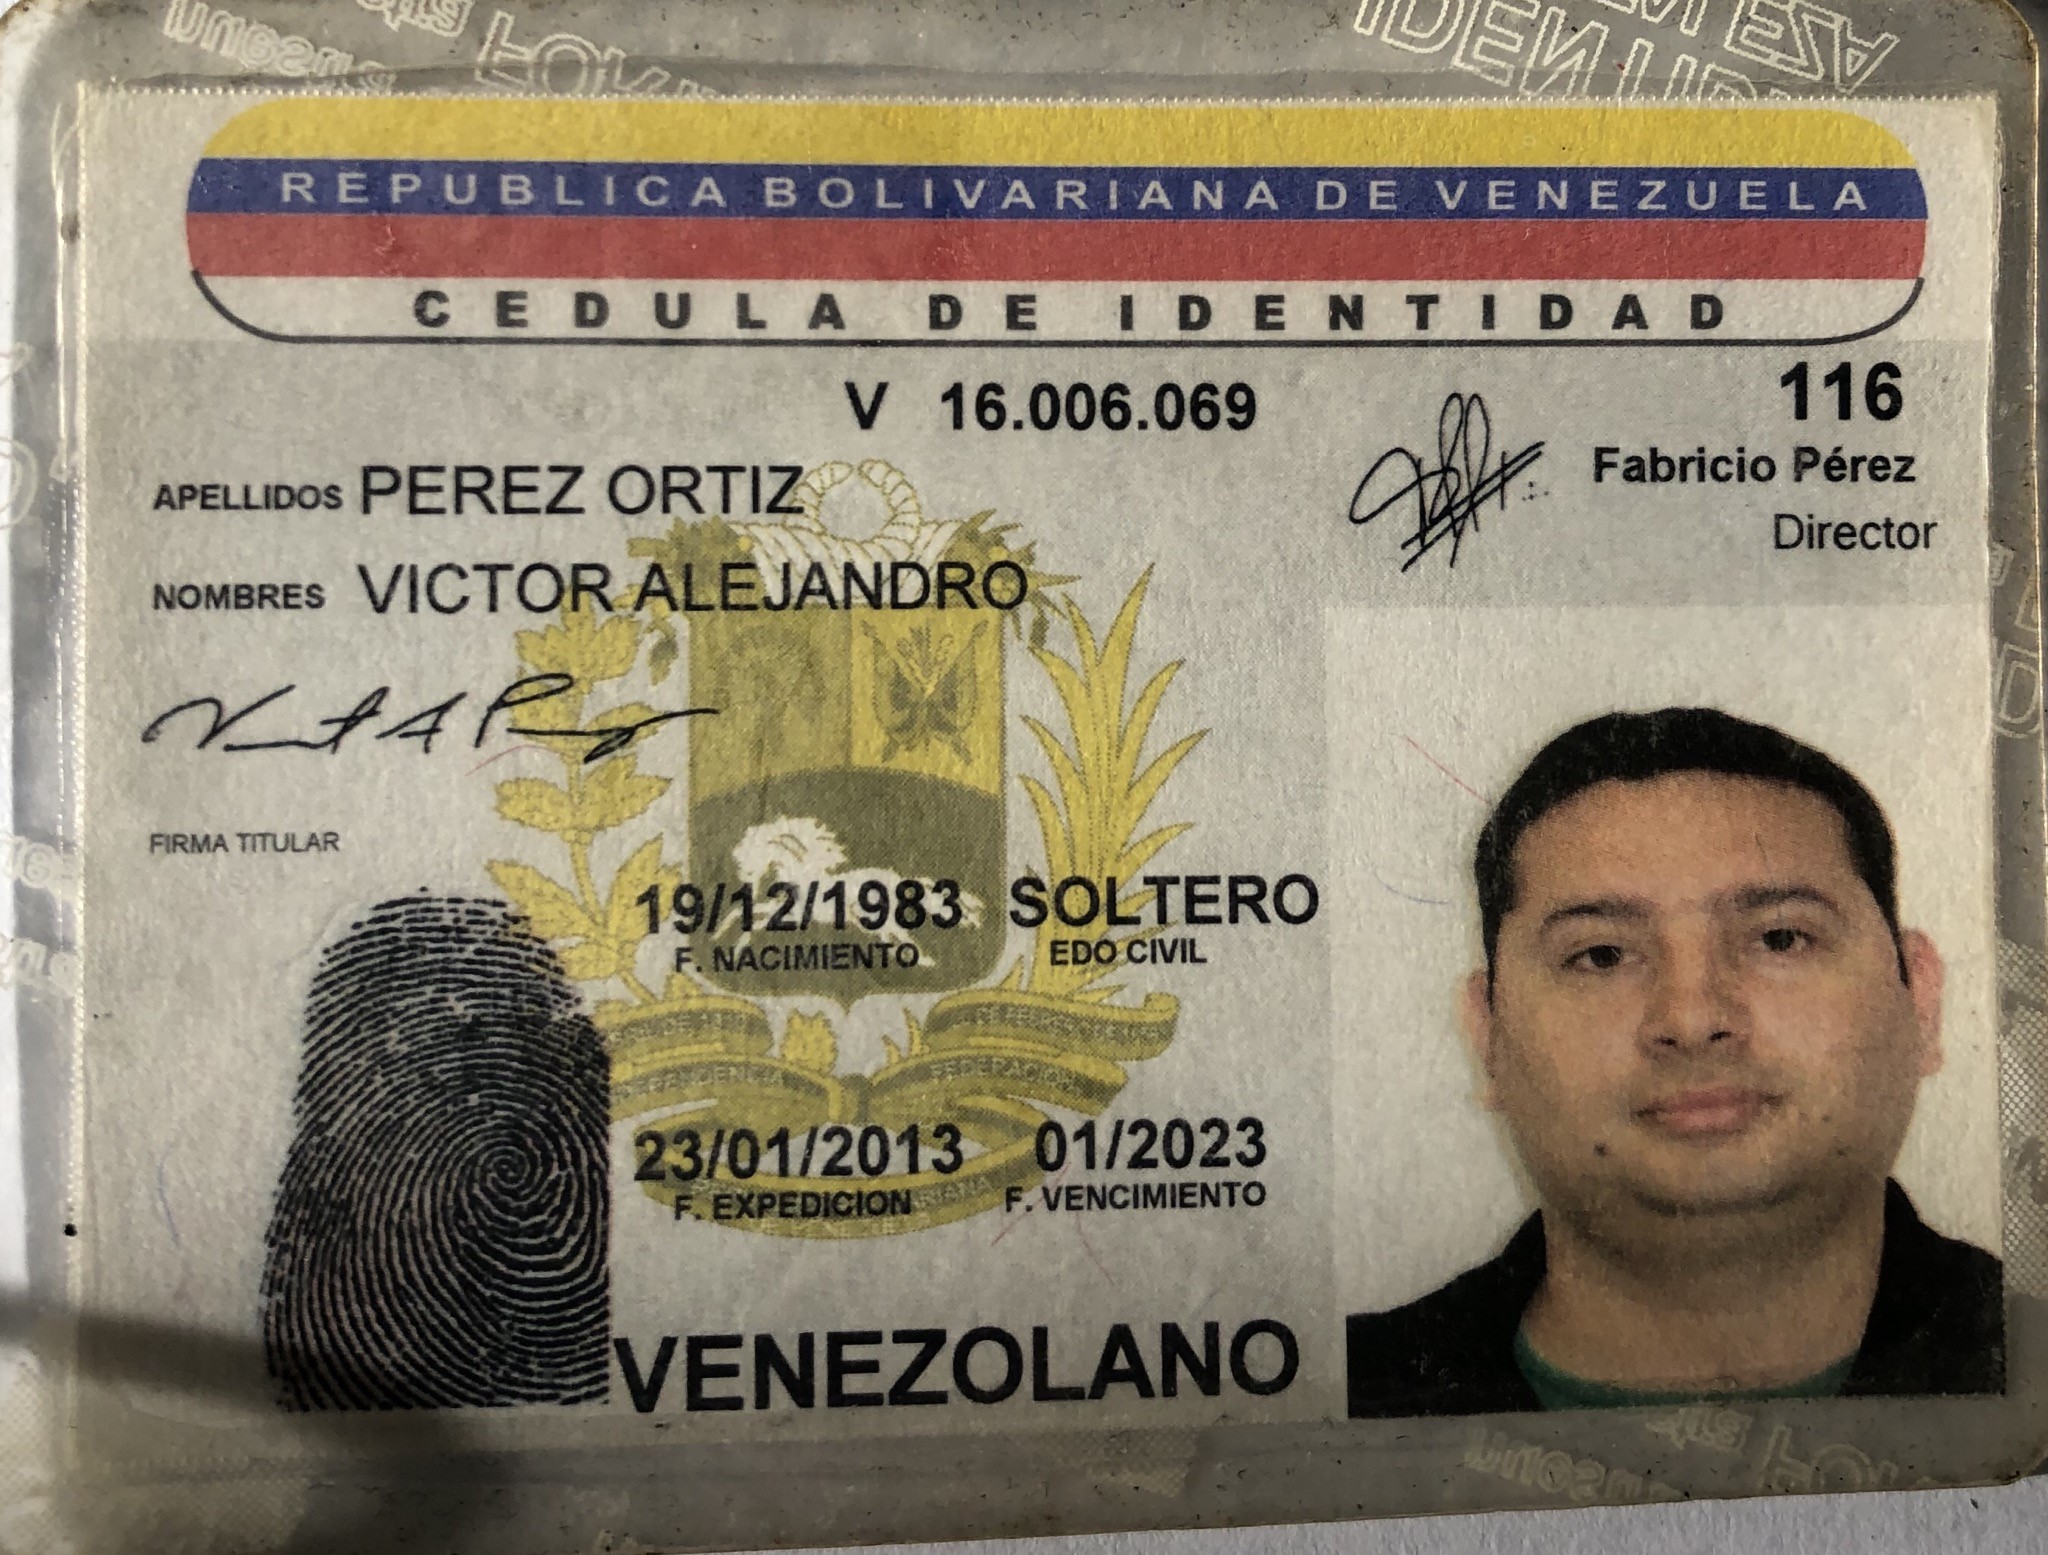 REPUBLICA BOLIVARIANA DE VENEZUELA
CEDULA DE IDENTIDAD
V 16.006.069
116
Fabricio Pérez
Director
APELLIDOS PEREZ ORTIZ
NOMBRES VICTOR ALEJANDRO
FIRMA TITULAR
19/12/1983 SOLTERO
F. NACIMIENTO EDO CIVIL
23/01/2013 01/2023
F. EXPEDICION F. VENCIMIENTO
VENEZOLANO